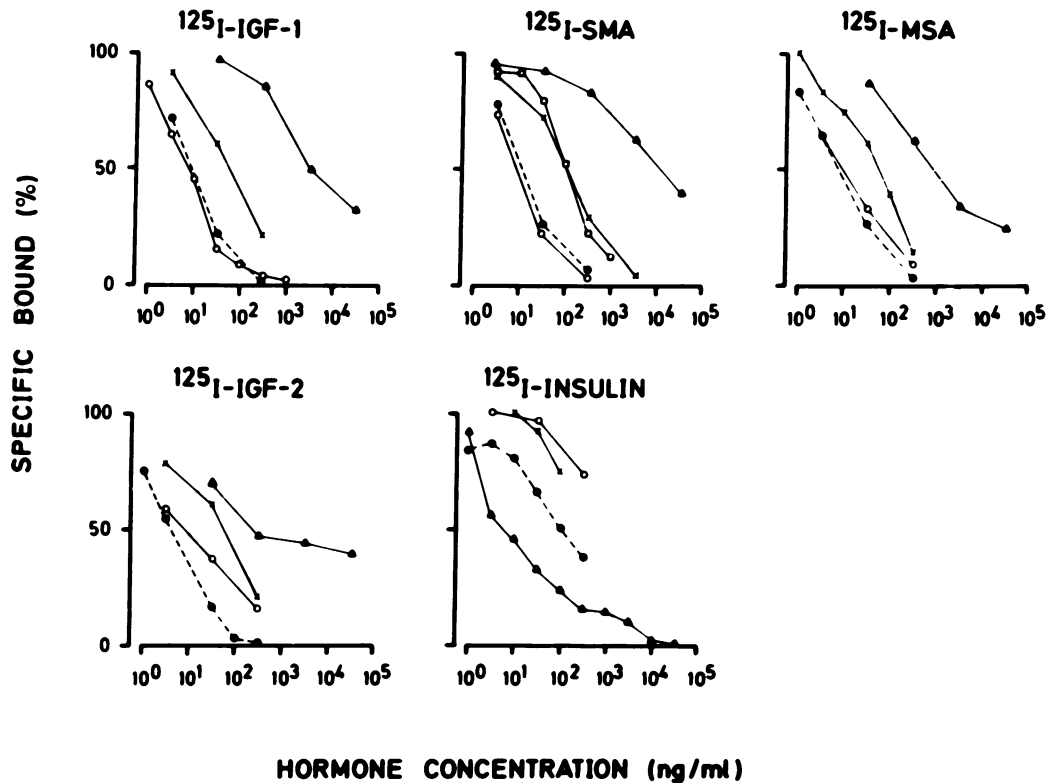 125I-IGF-1
125I-SMA
125I-MSA
100
50
0
10^0 10^1 10^2 10^3 10^4 10^5
10^0 10^1 10^2 10^3 10^4 10^5
10^0 10^1 10^2 10^3 10^4 10^5
SPECIFIC BOUND (%)
125I-IGF-2
125I-INSULIN
100
50
0
10^0 10^1 10^2 10^3 10^4 10^5
10^0 10^1 10^2 10^3 10^4 10^5
HORMONE CONCENTRATION (ng/ml)